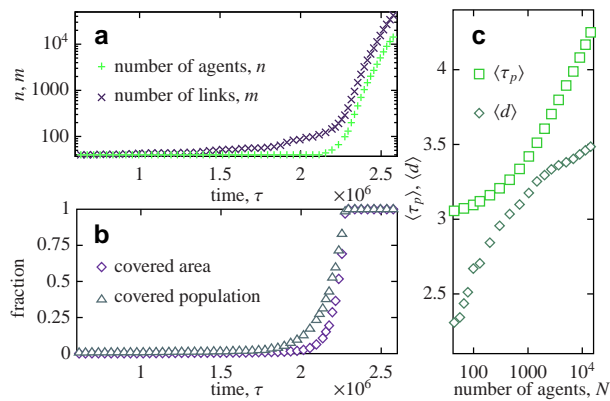 a
10⁴
1000
100
n, m
number of agents, n
number of links, m
1 1.5 2 2.5
time, τ ×10⁶
b
1
0.75
0.5
0.25
0
fraction
covered area
covered population
1 1.5 2 2.5
time, τ ×10⁶
c
4
3.5
3
2.5
⟨τₚ⟩, ⟨d⟩
⟨τₚ⟩
⟨d⟩
100 1000 10⁴
number of agents, N